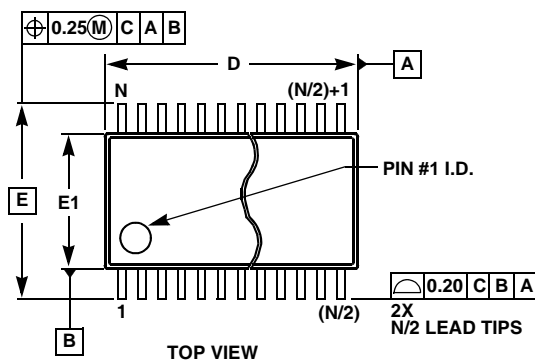 ⌖ 0.25 Ⓜ C A B
D
A
N
(N/2)+1
PIN #1 I.D.
E
E1
⌓ 0.20 C B A
2X
N/2 LEAD TIPS
1
(N/2)
B
TOP VIEW